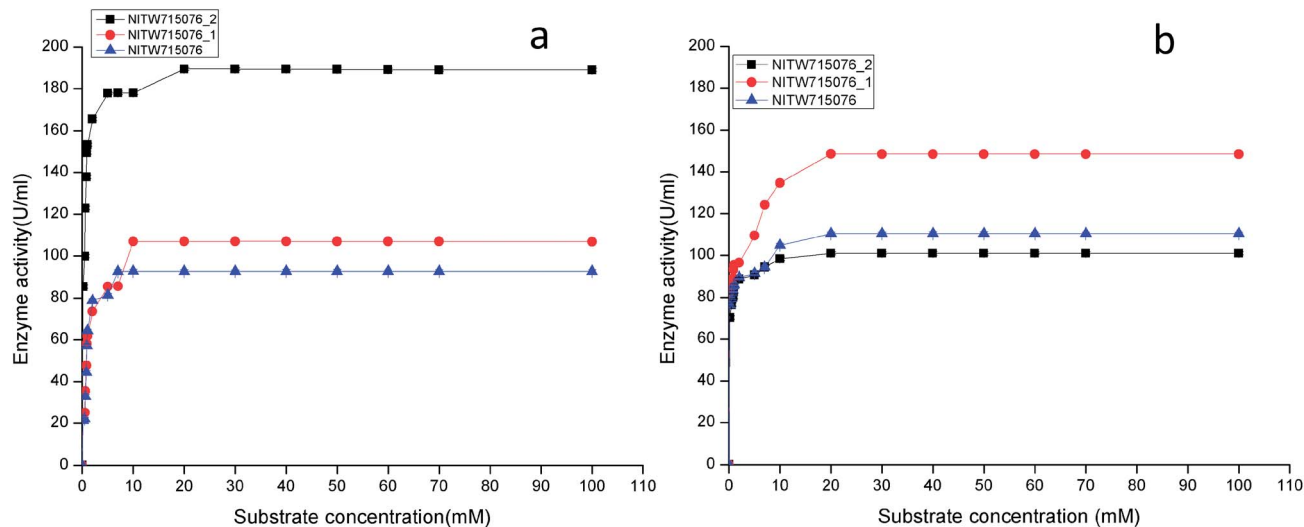 NITW715076_2
NITW715076_1
NITW715076
a
200
180
160
140
120
100
80
60
40
20
0
Enzyme activity(U/ml)
0 10 20 30 40 50 60 70 80 90 100 110
Substrate concentration(mM)
b
NITW715076_2
NITW715076_1
NITW715076
200
180
160
140
120
100
80
60
40
20
0
Enzyme activity(U/ml)
0 10 20 30 40 50 60 70 80 90 100 110
Substrate concentration (mM)